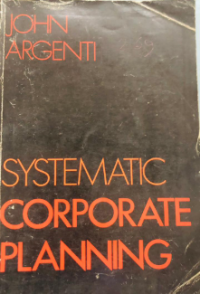 JOHN
ARGENTI
SYSTEMATIC
CORPORATE
PLANNING